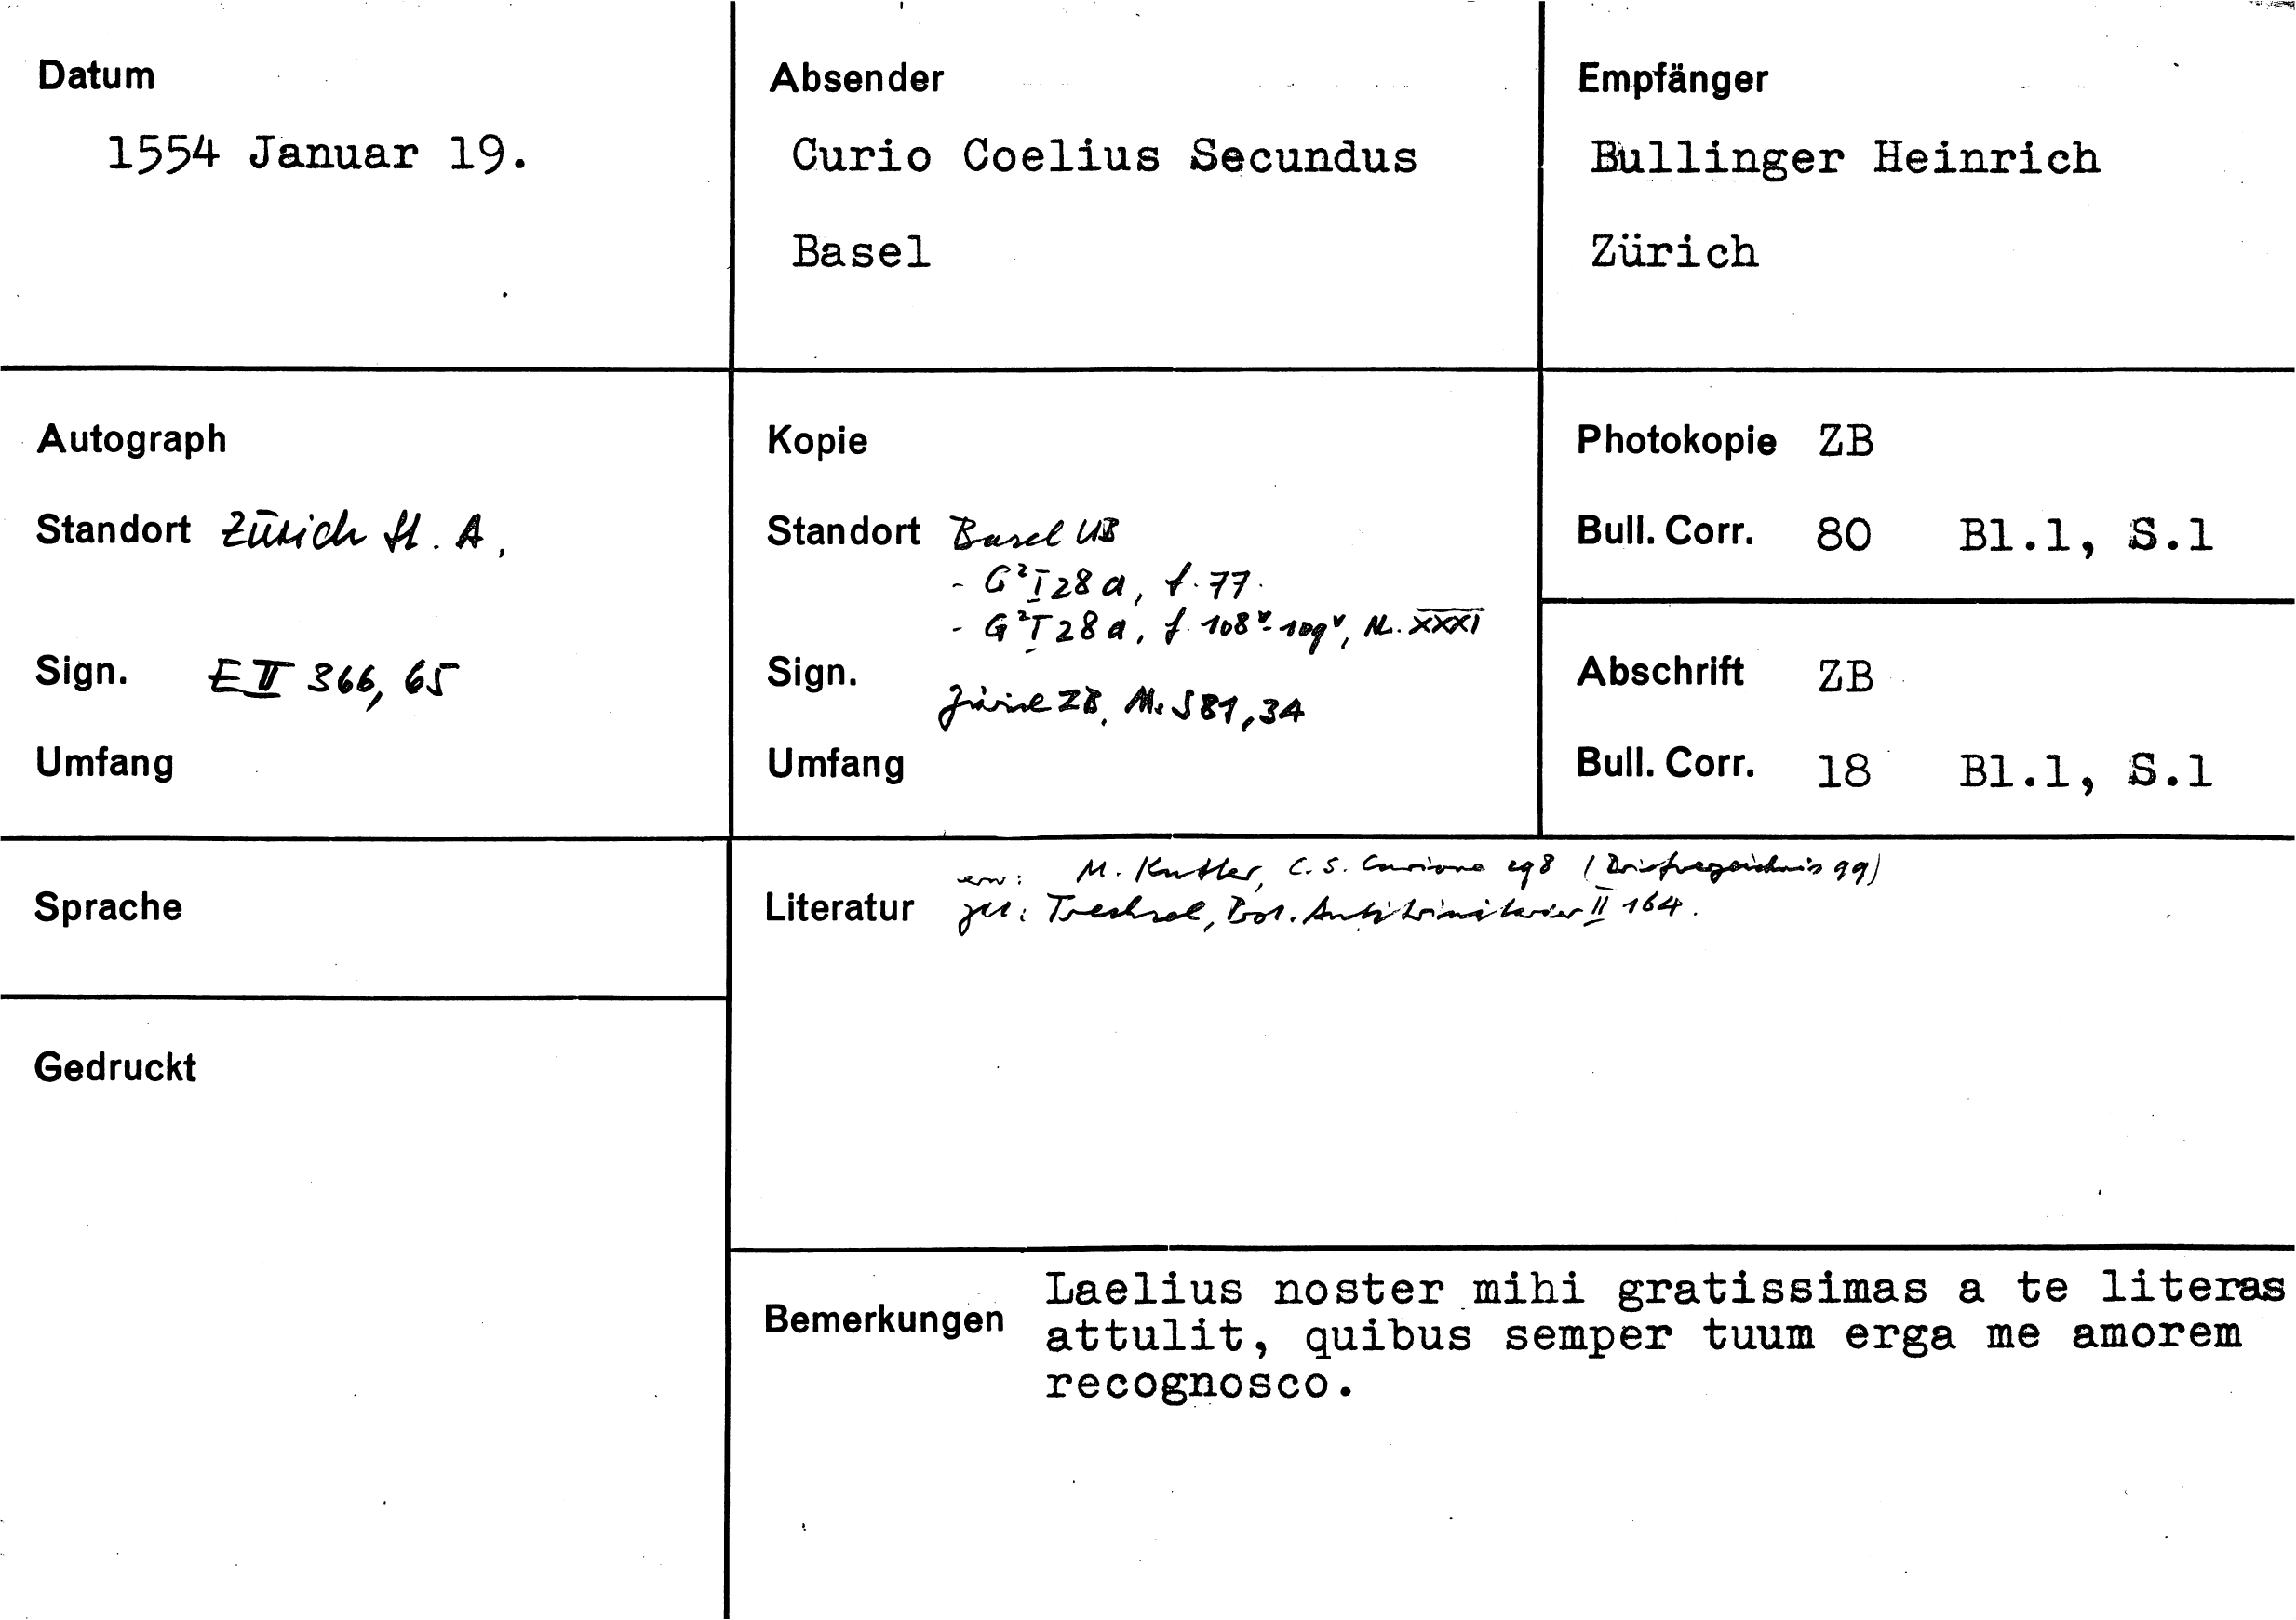 Datum
1554 Januar 19.
Absender
Curio Coelius Secundus
Basel
Empfänger
Bullinger Heinrich
Zürich
Autograph
Standort Zürich St. A.
Sign. E II 366, 65
Umfang
Kopie
Standort Basel UB
- G² I 28 a, f. 77.
- G² I 28 a, f. 108v-109v, Nr. XXXI
Sign.
Zürich ZB, Ms S 81, 34
Umfang
Photokopie ZB
Bull. Corr. 80 Bl.1, S.1
Abschrift ZB
Bull. Corr. 18 Bl.1, S.1
Sprache
Gedruckt
erw: M. Kutter, C. S. Curione 298 (Briefverzeichnis 99)
Literatur zit: Trechsel, Prot. Antitrinitarier II 164.
Bemerkungen
Laelius noster mihi gratissimas a te literas
attulit, quibus semper tuum erga me amorem
recognosco.